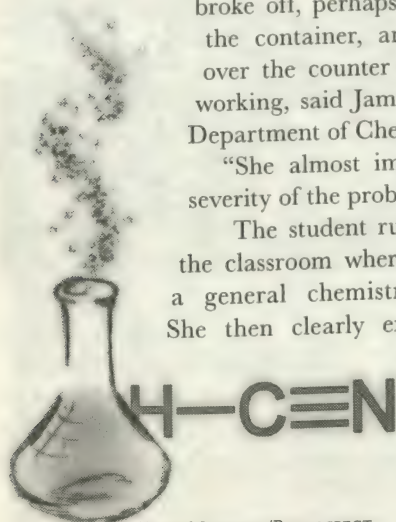 broke off, perhaps
the container, an
over the counter
working, said Jam
Department of Che
“She almost im
severity of the prob
The student ru
the classroom wher
a general chemistr
She then clearly e
H—C≡N